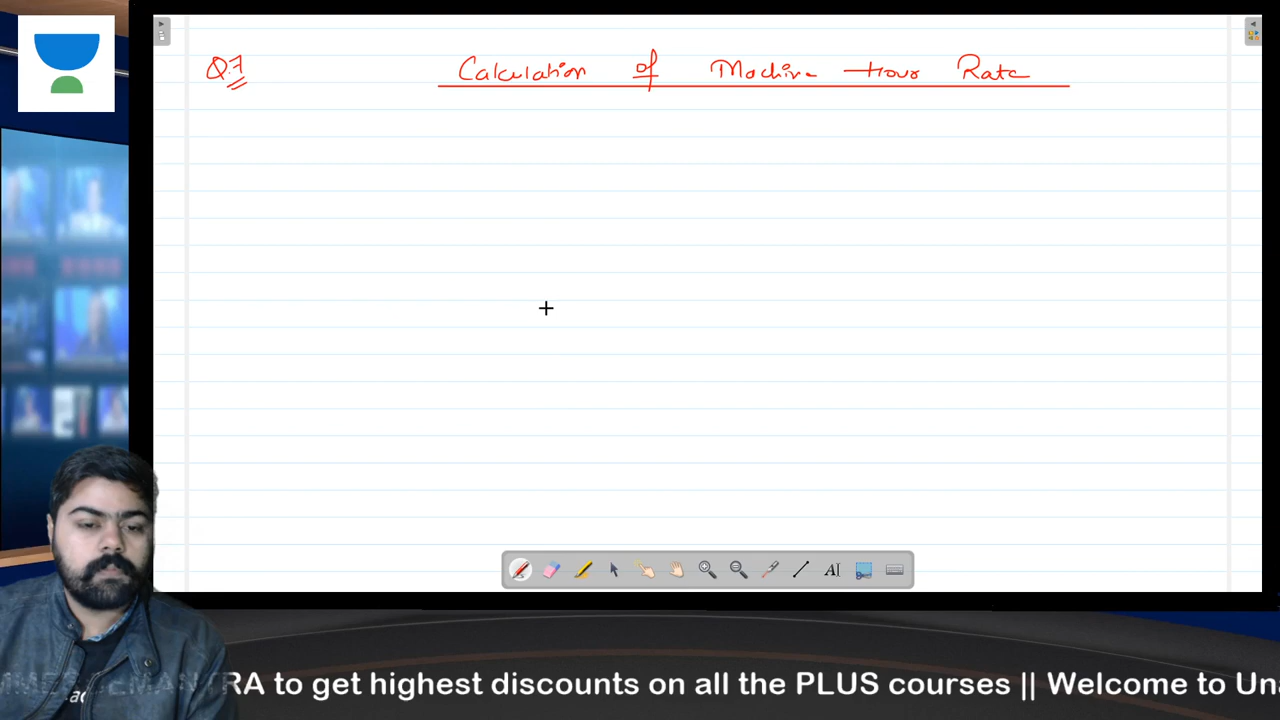 Q.7 Calculation of Machine Hour Rate
AI
RA to get highest discounts on all the PLUS courses || Welcome to Una